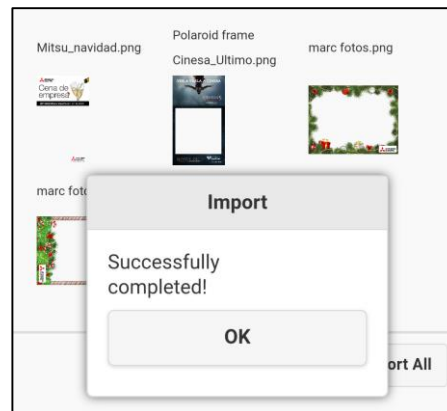 Mitsu_navidad.png
Polaroid frame
Cinesa_Ultimo.png
marc fotos.png
Cena de
empresa
marc foto
Import
Successfully
completed!
OK
ort All